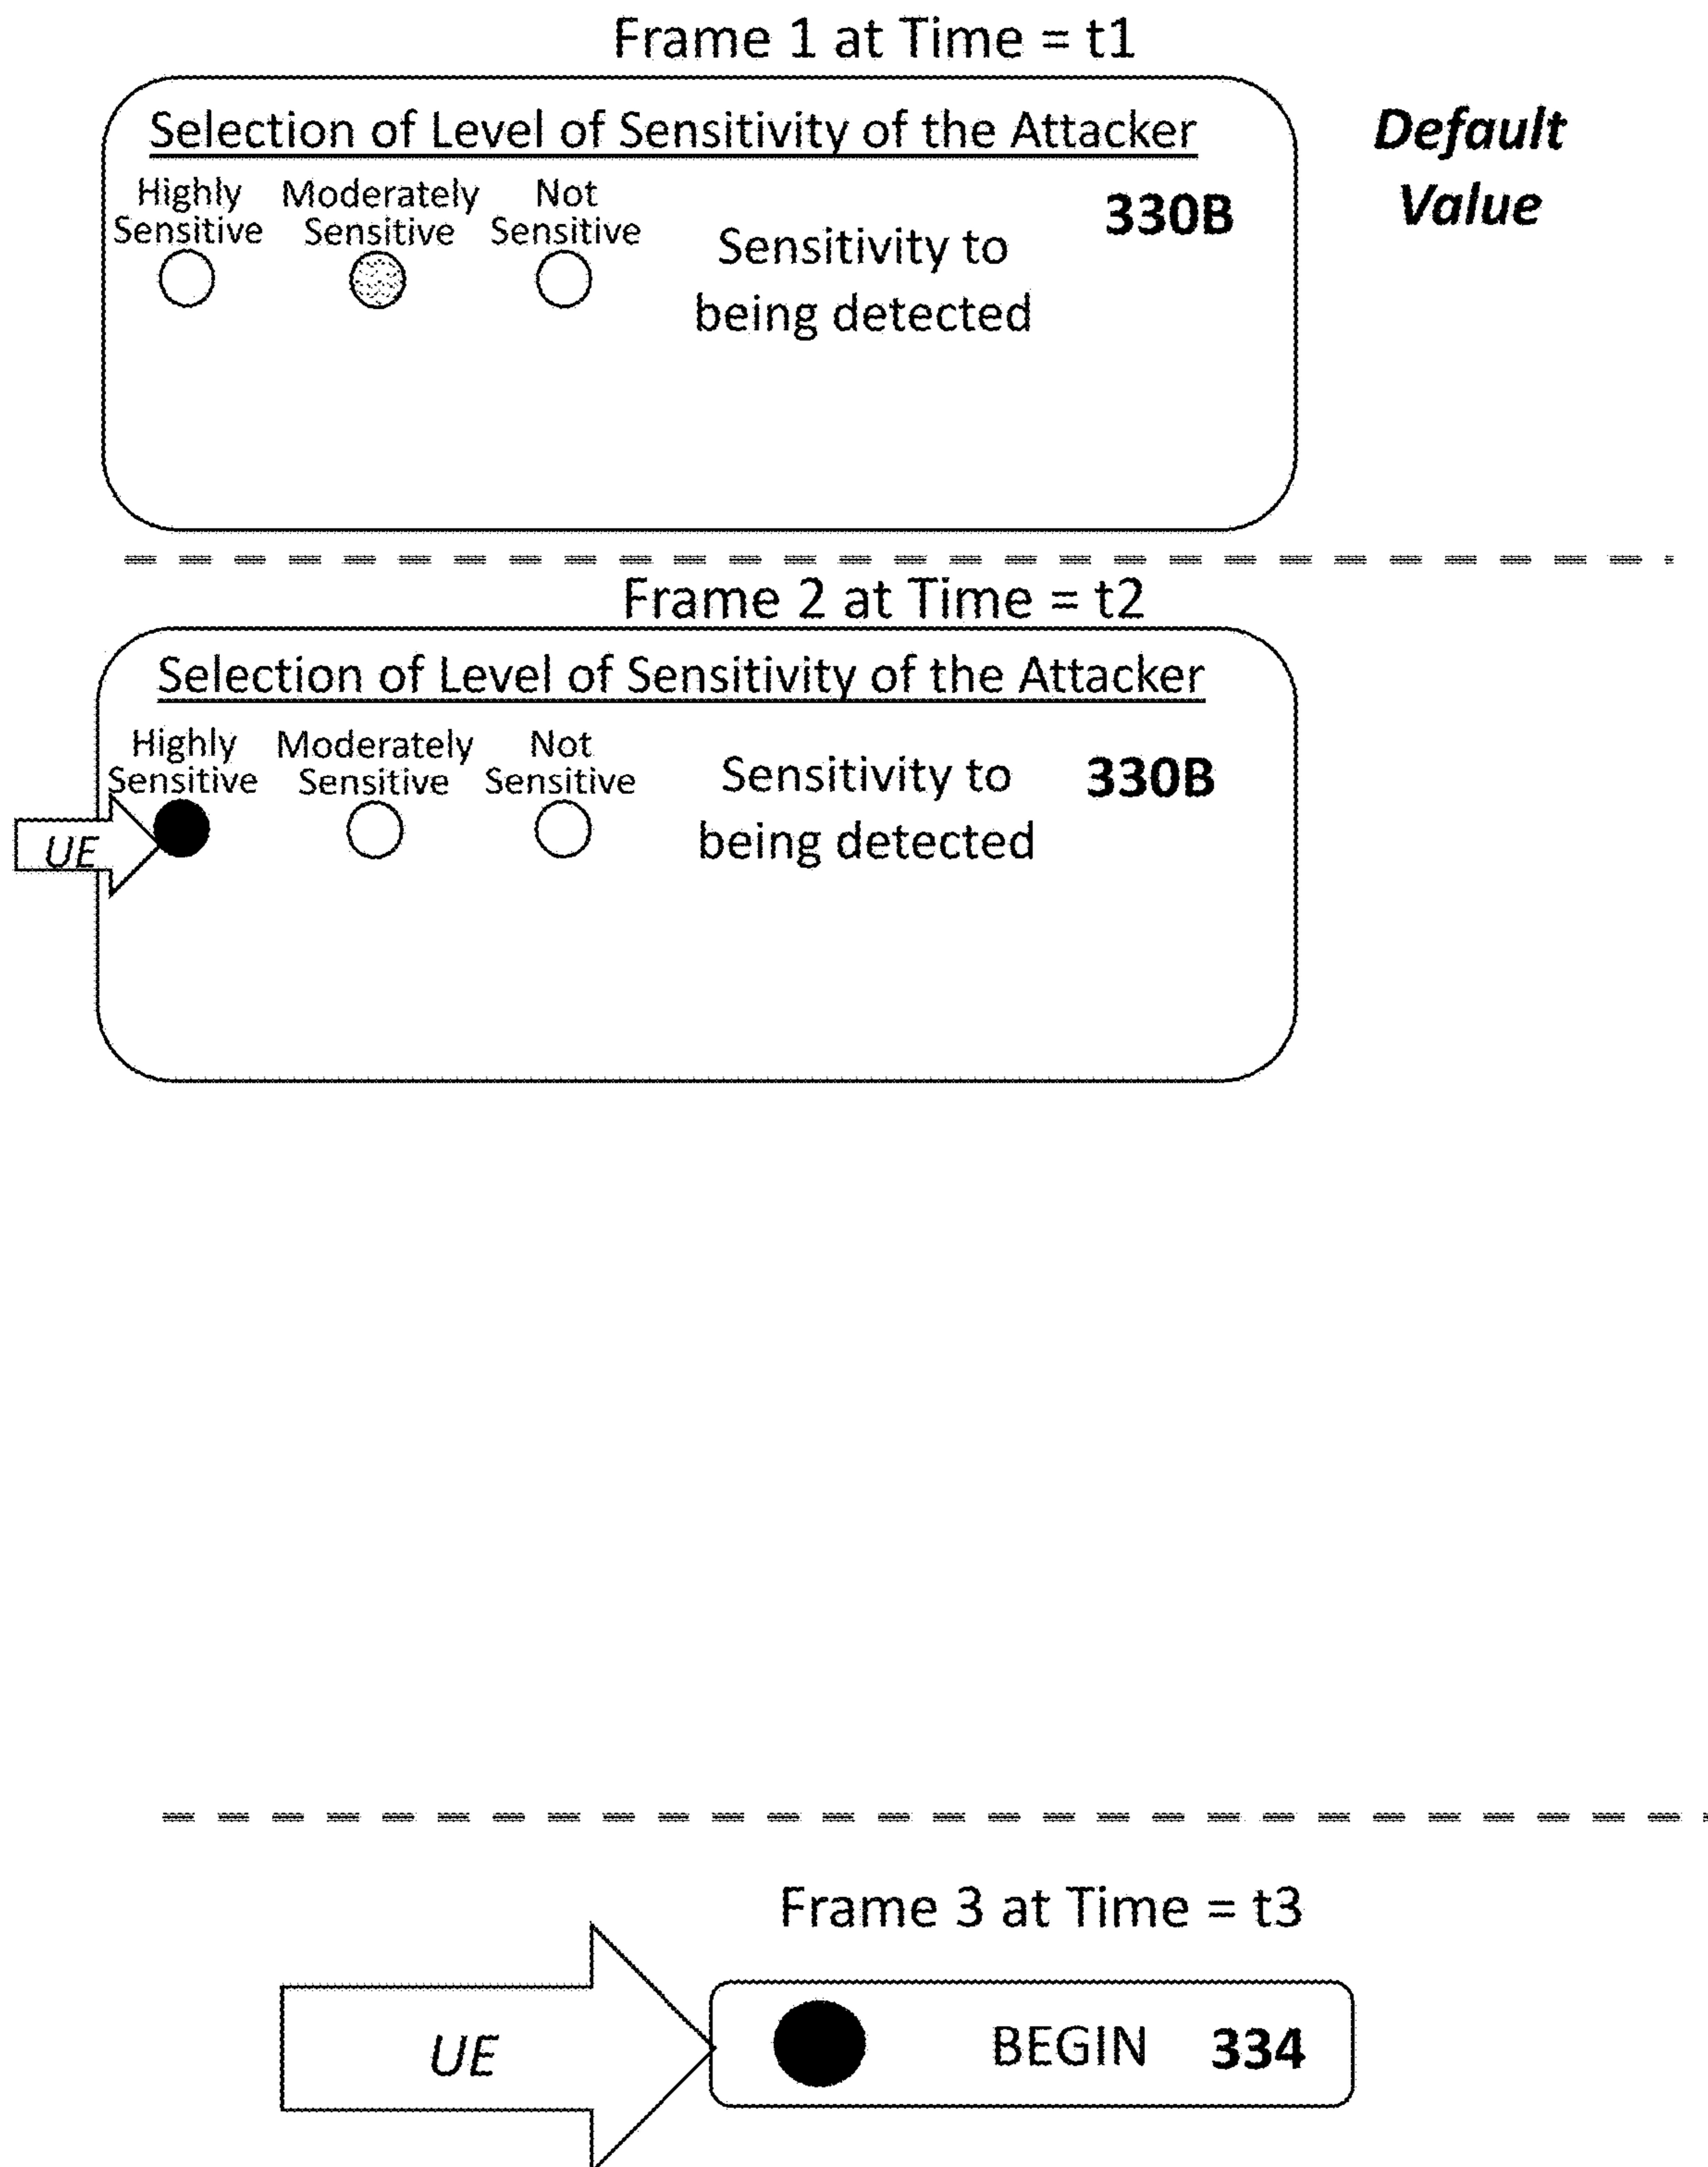 Frame 1 at Time = t1
Selection of Level of Sensitivity of the Attacker
Default
Value
Highly Moderately Not
Sensitive Sensitive Sensitive
330B
Sensitivity to
being detected
Frame 2 at Time = t2
Selection of Level of Sensitivity of the Attacker
Highly Moderately Not
Sensitive Sensitive Sensitive
Sensitivity to
being detected
330B
UE
Frame 3 at Time = t3
UE
BEGIN 334